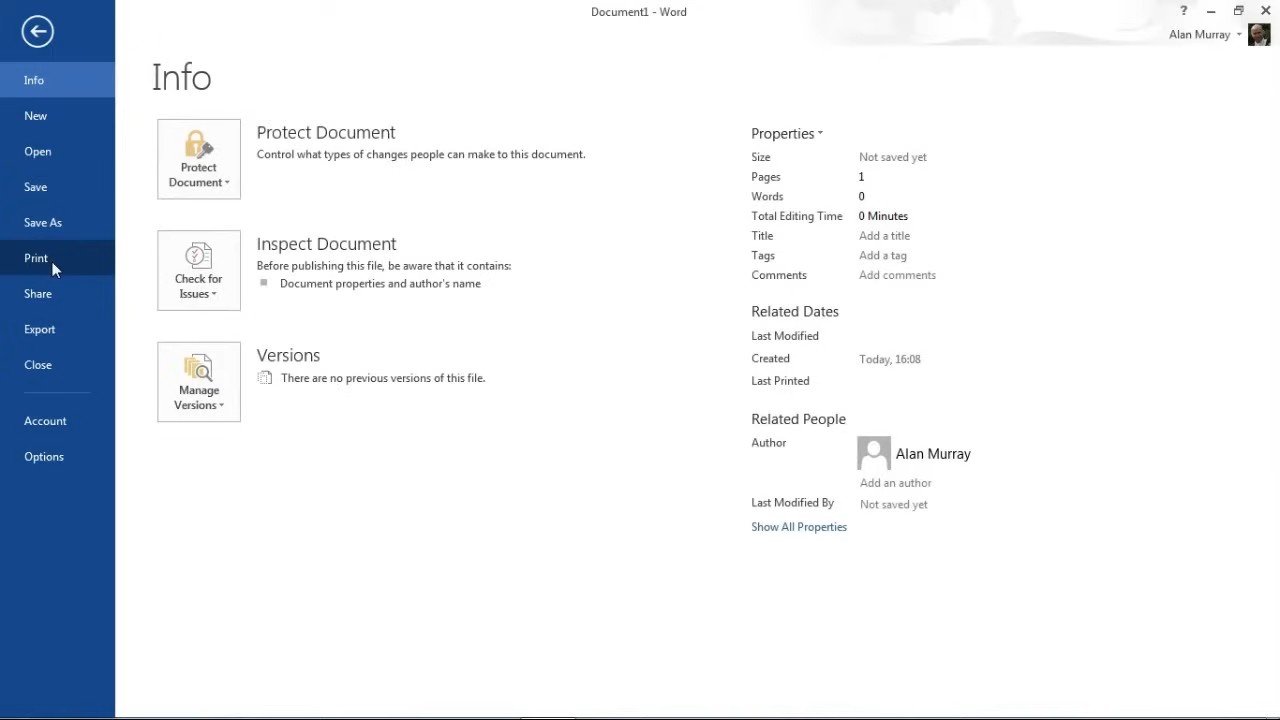 Document1 - Word
?
Alan Murray
Info
New
Open
Save
Save As
Print
Share
Export
Close
Account
Options
Info
Protect Document
Protect Document
Control what types of changes people can make to this document.
Check for Issues
Inspect Document
Before publishing this file, be aware that it contains:
Document properties and author's name
Manage Versions
Versions
There are no previous versions of this file.
Properties
Size Not saved yet
Pages 1
Words 0
Total Editing Time 0 Minutes
Title Add a title
Tags Add a tag
Comments Add comments
Related Dates
Last Modified
Created Today, 16:08
Last Printed
Related People
Author Alan Murray
Add an author
Last Modified By Not saved yet
Show All Properties